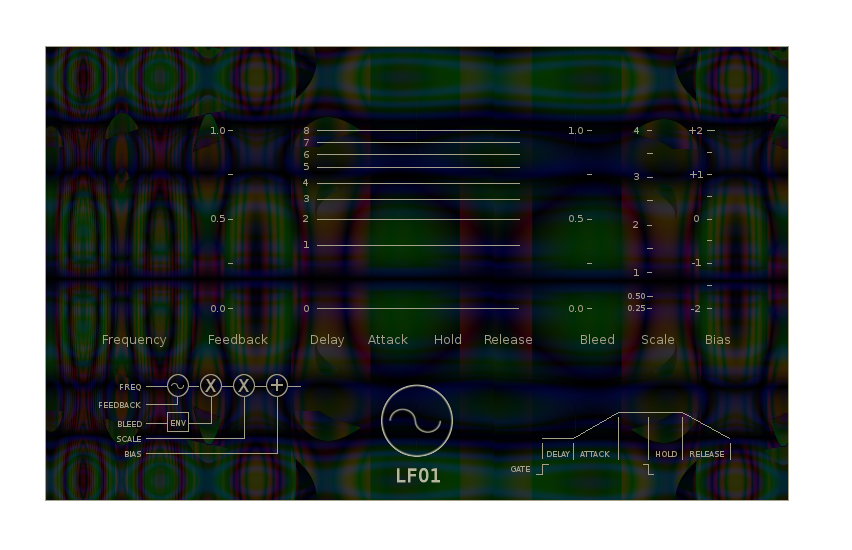 1.0 8 1.0 4 +2
7
6
5
4 3 +1
3
0.5 2 0.5 2 0
1
1 -1
0.50
0.0 0 0.0 0.25 -2
Frequency Feedback Delay Attack Hold Release Bleed Scale Bias
FREQ X X +
FEEDBACK
BLEED ENV
SCALE
BIAS
LF01
DELAY ATTACK HOLD RELEASE
GATE